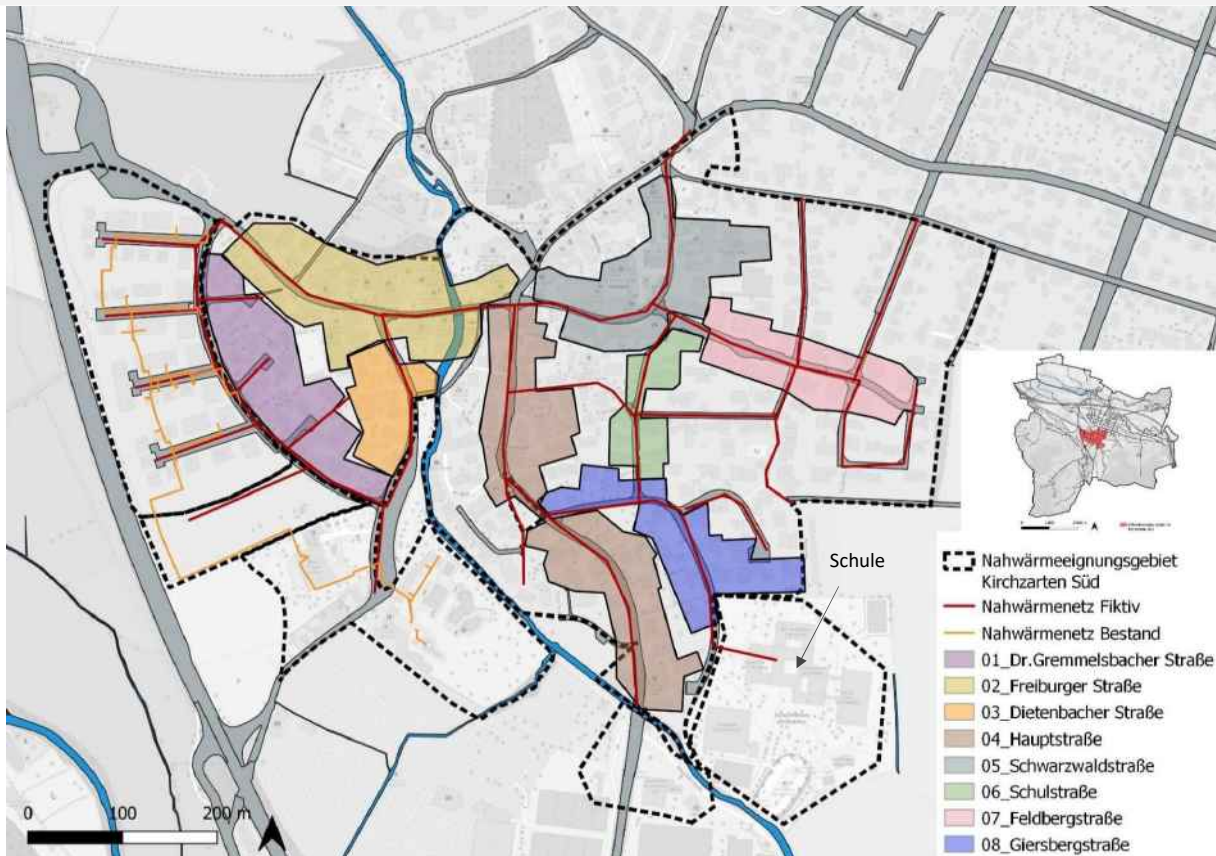 Schule
Nahwärmeeignungsgebiet
Kirchzarten Süd
Nahwärmenetz Fiktiv
Nahwärmenetz Bestand
01_Dr.Gremmelsbacher Straße
02_Freiburger Straße
03_Dietenbacher Straße
04_Hauptstraße
05_Schwarzwaldstraße
06_Schulstraße
07_Feldbergstraße
08_Giersbergstraße
0 100 200 m